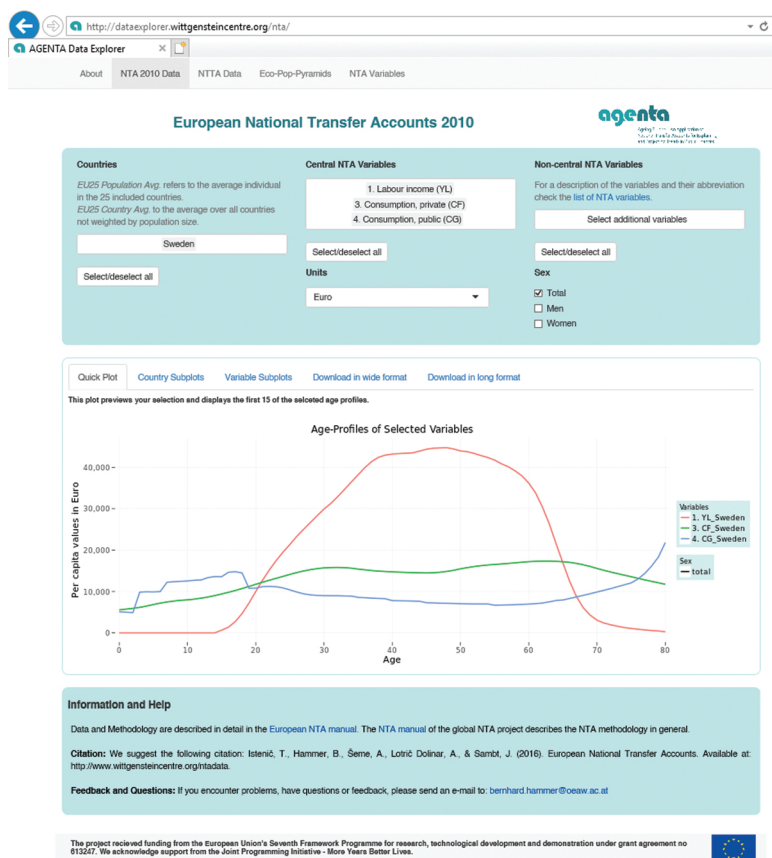 http://dataexplorer.wittgensteincentre.org/nta/
AGENTA Data Explorer
About NTA 2010 Data NTTA Data Eco-Pop-Pyramids NTA Variables
European National Transfer Accounts 2010
agenta
Countries
EU25 Population Avg. refers to the average individual
in the 25 included countries.
EU25 Country Avg. to the average over all countries
not weighted by population size.
Sweden
Select/deselect all
Central NTA Variables
1. Labour income (YL)
3. Consumption, private (CF)
4. Consumption, public (CG)
Select/deselect all
Units
Euro
Non-central NTA Variables
For a description of the variables and their abbreviation
check the list of NTA variables.
Select additional variables
Select/deselect all
Sex
Total
Men
Women
Quick Plot Country Subplots Variable Subplots Download in wide format Download in long format
This plot previews your selection and displays the first 15 of the selceted age profiles.
Age-Profiles of Selected Variables
Per capita values in Euro
40,000
30,000
20,000
10,000
0
0 10 20 30 40 50 60 70 80
Age
Variables
1. YL_Sweden
3. CF_Sweden
4. CG_Sweden
Sex
total
Information and Help
Data and Methodology are described in detail in the European NTA manual. The NTA manual of the global NTA project describes the NTA methodology in general.
Citation: We suggest the following citation: Istenič, T., Hammer, B., Šeme, A., Lotrič Dolinar, A., & Sambt, J. (2016). European National Transfer Accounts. Available at:
http://www.wittgensteincentre.org/ntadata.
Feedback and Questions: If you encounter problems, have questions or feedback, please send an e-mail to: bernhard.hammer@oeaw.ac.at
The project recieved funding from the European Union's Seventh Framework Programme for research, technological development and demonstration under grant agreement no
613247. We acknowledge support from the Joint Programming Initiative - More Years Better Lives.